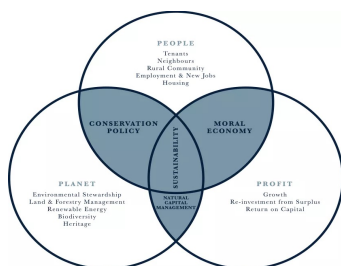 PEOPLE
Tenants
Neighbours
Rural Community
Employment & New Jobs
Housing
CONSERVATION
POLICY
MORAL
ECONOMY
SUSTAINABILITY
PLANET
Environmental Stewardship
Land & Forestry Management
Renewable Energy
Biodiversity
Heritage
NATURAL
CAPITAL
MANAGEMENT
PROFIT
Growth
Re-investment from Surplus
Return on Capital